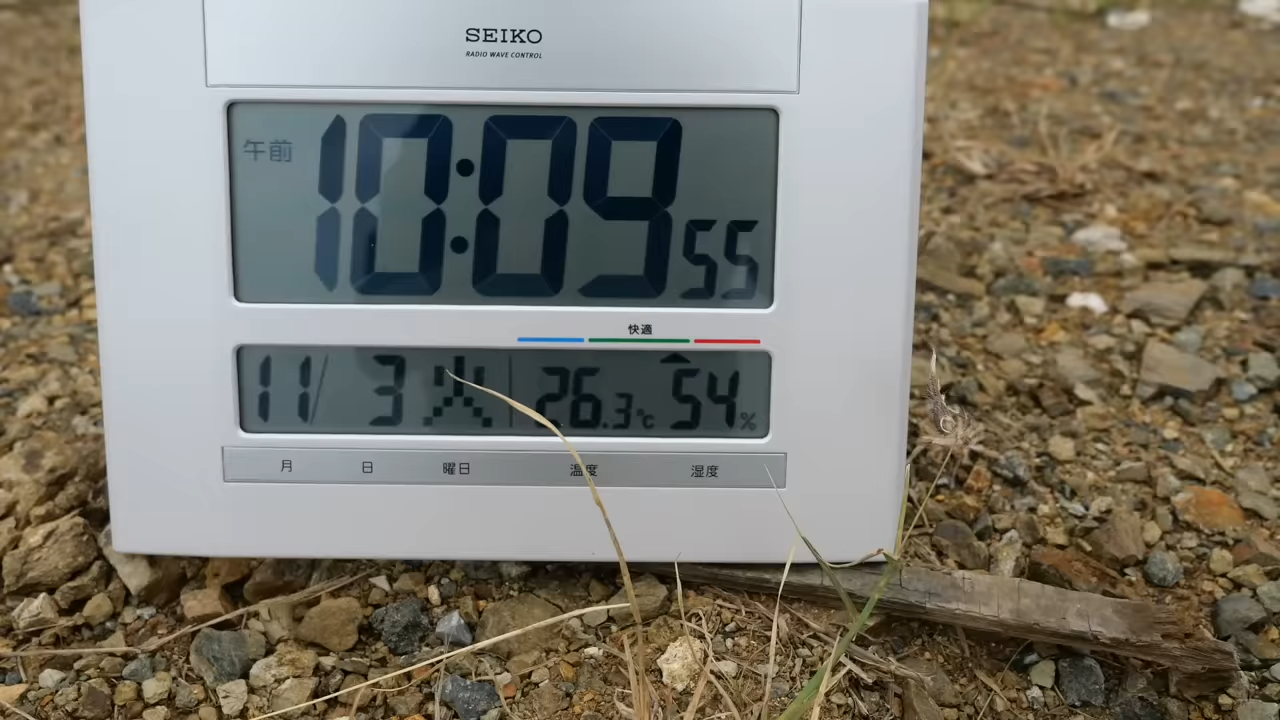 SEIKO
RADIO WAVE CONTROL
午前 10:09 55
快適
11/ 3 火 26.3℃ 54%
月 日 曜日 温度 湿度